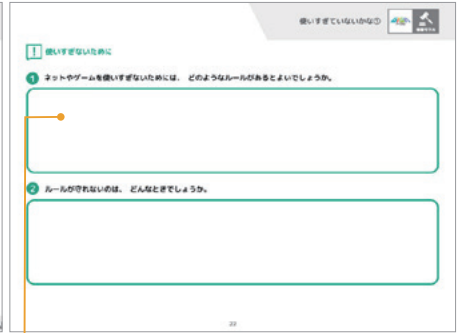 使いすぎていないかな①
使いすぎないために
1 ネットやゲームを使いすぎないためには、どのようなルールがあるとよいでしょうか。
2 ルールが守れないのは、どんなときでしょうか。
22